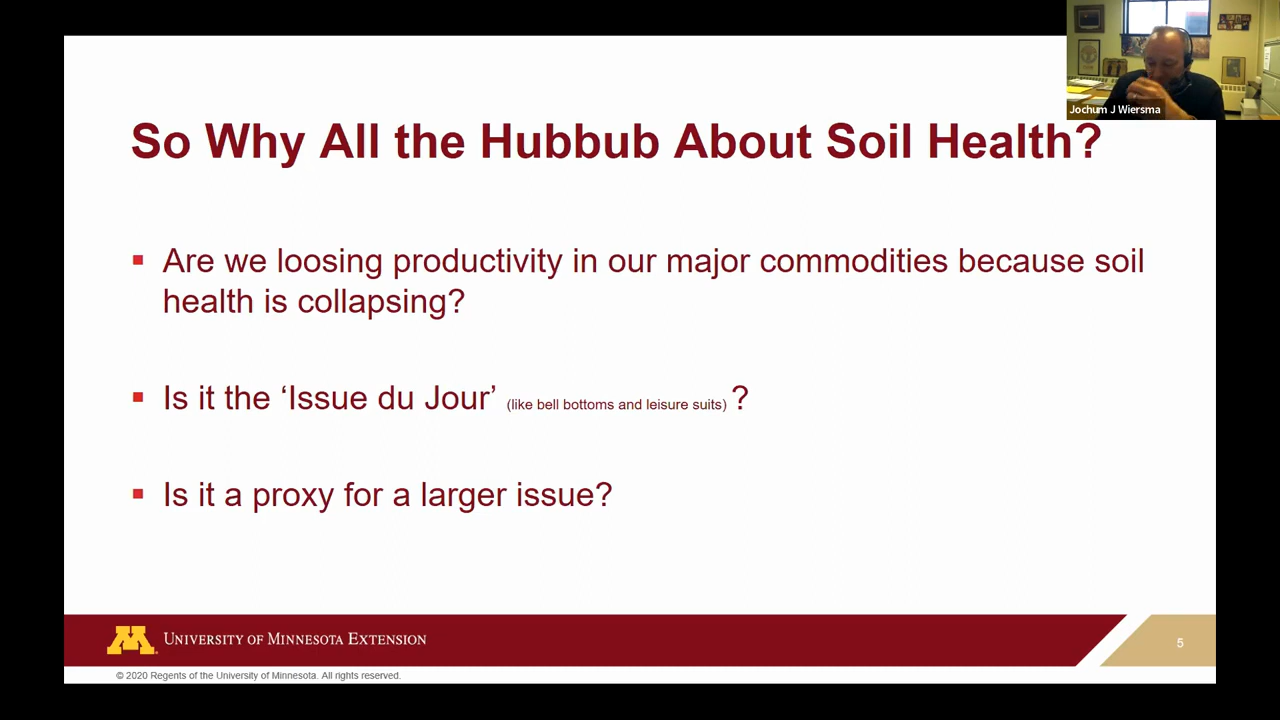 Jochum J Wiersma
So Why All the Hubbub About Soil Health?
Are we loosing productivity in our major commodities because soil
health is collapsing?
Is it the ‘Issue du Jour’ (like bell bottoms and leisure suits) ?
Is it a proxy for a larger issue?
M
UNIVERSITY OF MINNESOTA EXTENSION
5
© 2020 Regents of the University of Minnesota. All rights reserved.